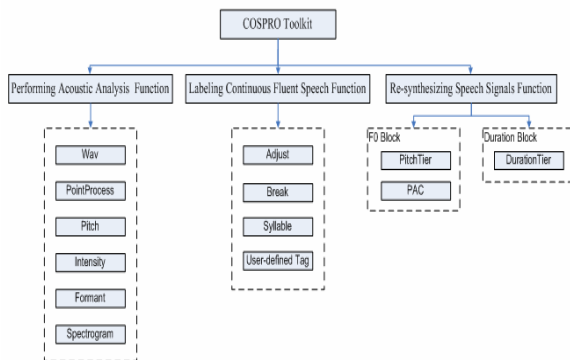 COSPRO Toolkit
Performing Acoustic Analysis Function
Labeling Continuous Fluent Speech Function
Re-synthesizing Speech Signals Function
Wav
PointProcess
Pitch
Intensity
Formant
Spectrogram
Adjust
Break
Syllable
User-defined Tag
F0 Block
PitchTier
PAC
Duration Block
DurationTier